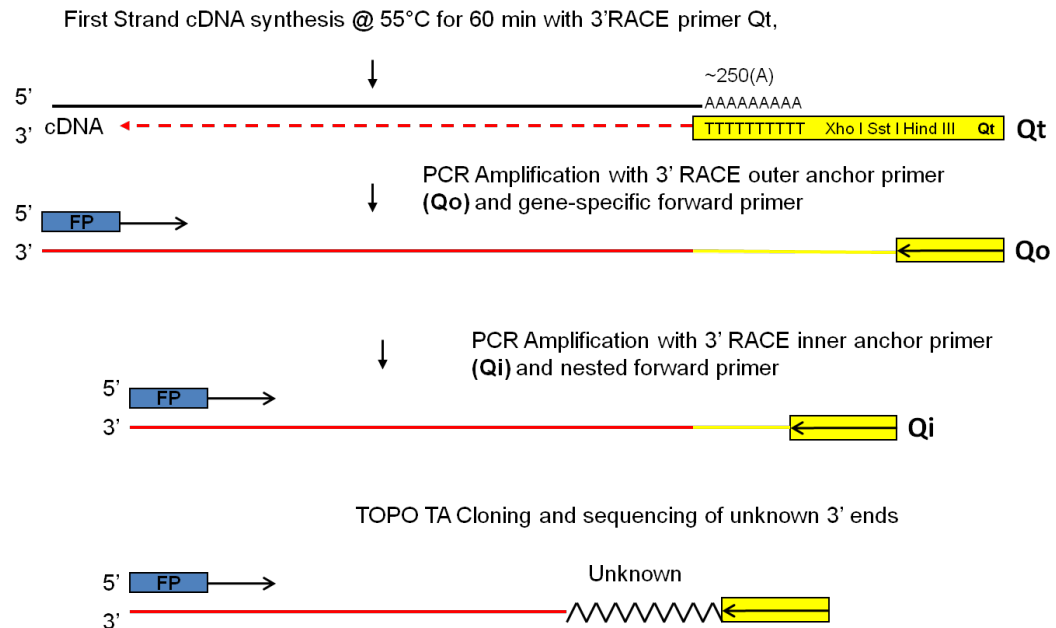 First Strand cDNA synthesis @ 55°C for 60 min with 3'RACE primer Qt,
~250(A)
5' AAAAAAAAA
3' cDNA TTTTTTTTTT Xho I Sst I Hind III Qt Qt
PCR Amplification with 3' RACE outer anchor primer
(Qo) and gene-specific forward primer
5' FP
3' Qo
PCR Amplification with 3' RACE inner anchor primer
(Qi) and nested forward primer
5' FP
3' Qi
TOPO TA Cloning and sequencing of unknown 3' ends
Unknown
5' FP
3'